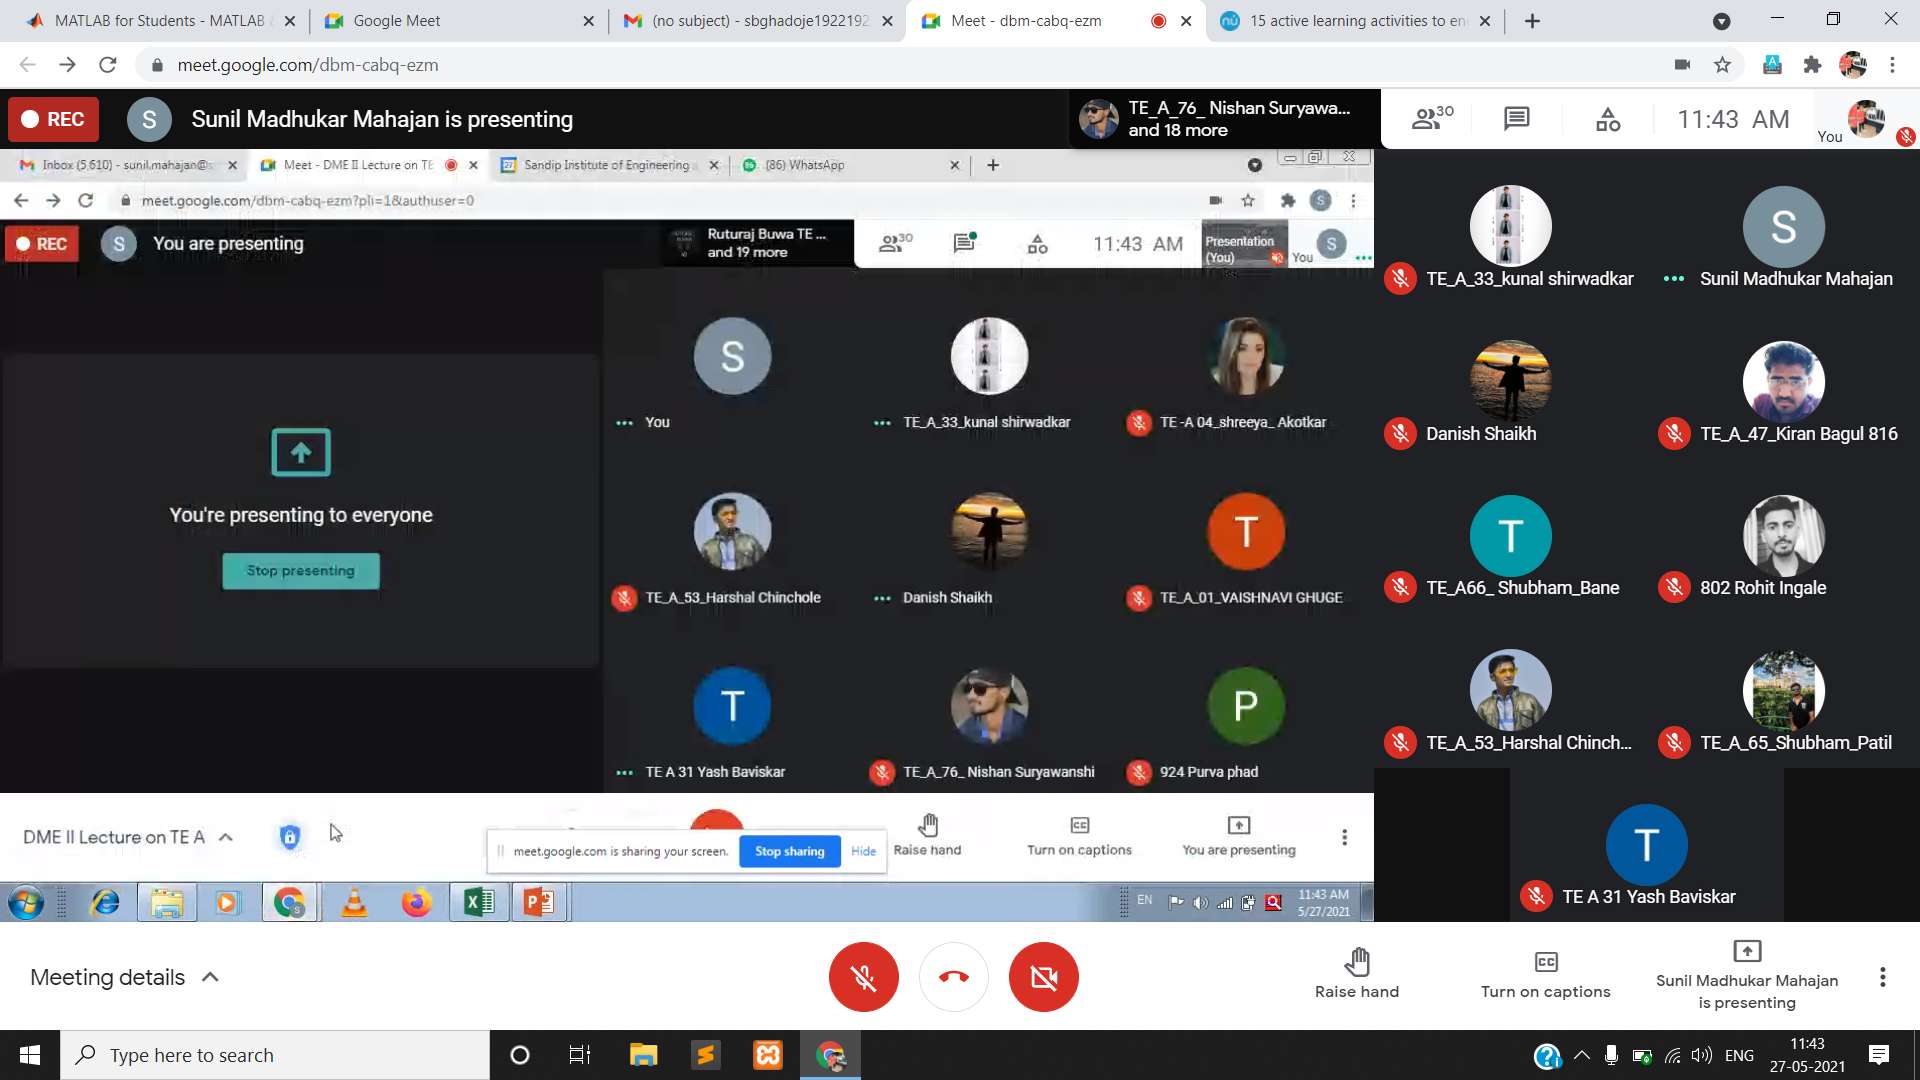 MATLAB for Students - MATLAB &
Google Meet
(no subject) - sbghadoje1922192
Meet - dbm-cabq-ezm
15 active learning activities to en
meet.google.com/dbm-cabq-ezm
REC
S
Sunil Madhukar Mahajan is presenting
TE_A_76_ Nishan Suryawa...
and 18 more
30
11:43 AM
You
Inbox (5,610) - sunil.mahajan@s
Meet - DME II Lecture on TE
Sandip Institute of Engineering a
(86) WhatsApp
meet.google.com/dbm-cabq-ezm?pli=1&authuser=0
S
REC
S
You are presenting
Ruturaj Buwa TE ...
and 19 more
30
11:43 AM
Presentation
(You)
You
S
You're presenting to everyone
Stop presenting
S
You
TE_A_33_kunal shirwadkar
TE -A 04_shreeya_ Akotkar
TE_A_53_Harshal Chinchole
Danish Shaikh
T
TE_A_01_VAISHNAVI GHUGE
T
TE A 31 Yash Baviskar
TE_A_76_ Nishan Suryawanshi
P
924 Purva phad
DME II Lecture on TE A
meet.google.com is sharing your screen.
Stop sharing
Hide
Raise hand
Turn on captions
You are presenting
EN
11:43 AM
5/27/2021
TE_A_33_kunal shirwadkar
S
Sunil Madhukar Mahajan
Danish Shaikh
TE_A_47_Kiran Bagul 816
T
TE_A66_ Shubham_Bane
802 Rohit Ingale
TE_A_53_Harshal Chinch...
TE_A_65_Shubham_Patil
T
TE A 31 Yash Baviskar
Meeting details
Raise hand
Turn on captions
Sunil Madhukar Mahajan
is presenting
Type here to search
ENG
11:43
27-05-2021